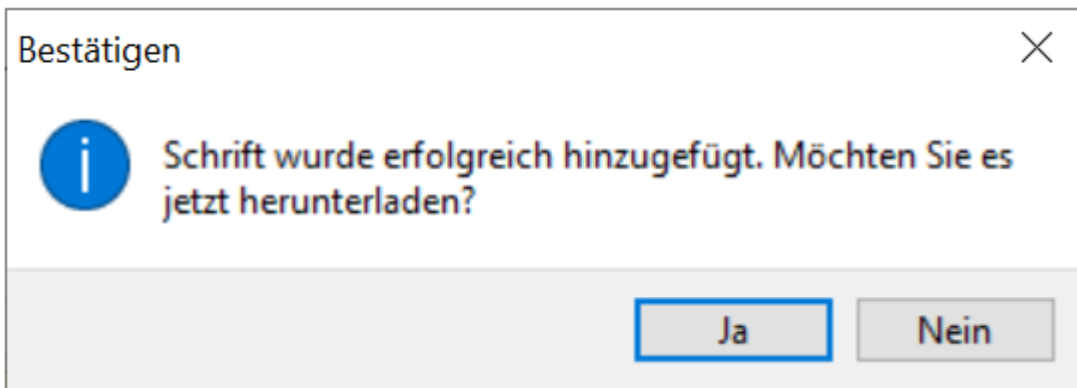 Bestätigen
Schrift wurde erfolgreich hinzugefügt. Möchten Sie es
jetzt herunterladen?
Ja
Nein